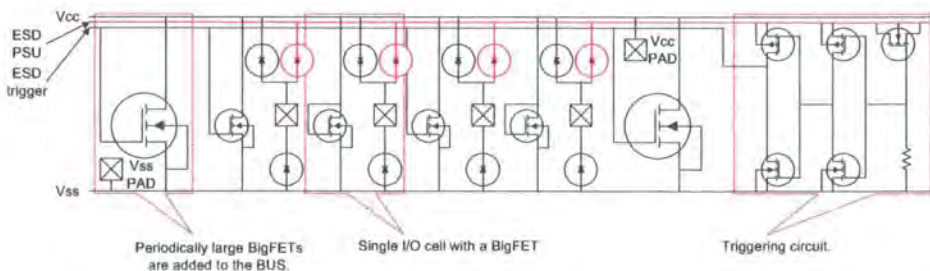 Vcc
ESD
PSU
ESD
trigger
Vcc
PAD
Vss
PAD
Vss
Periodically large BigFETs
are added to the BUS.
Single I/O cell with a BigFET
Triggering circuit.